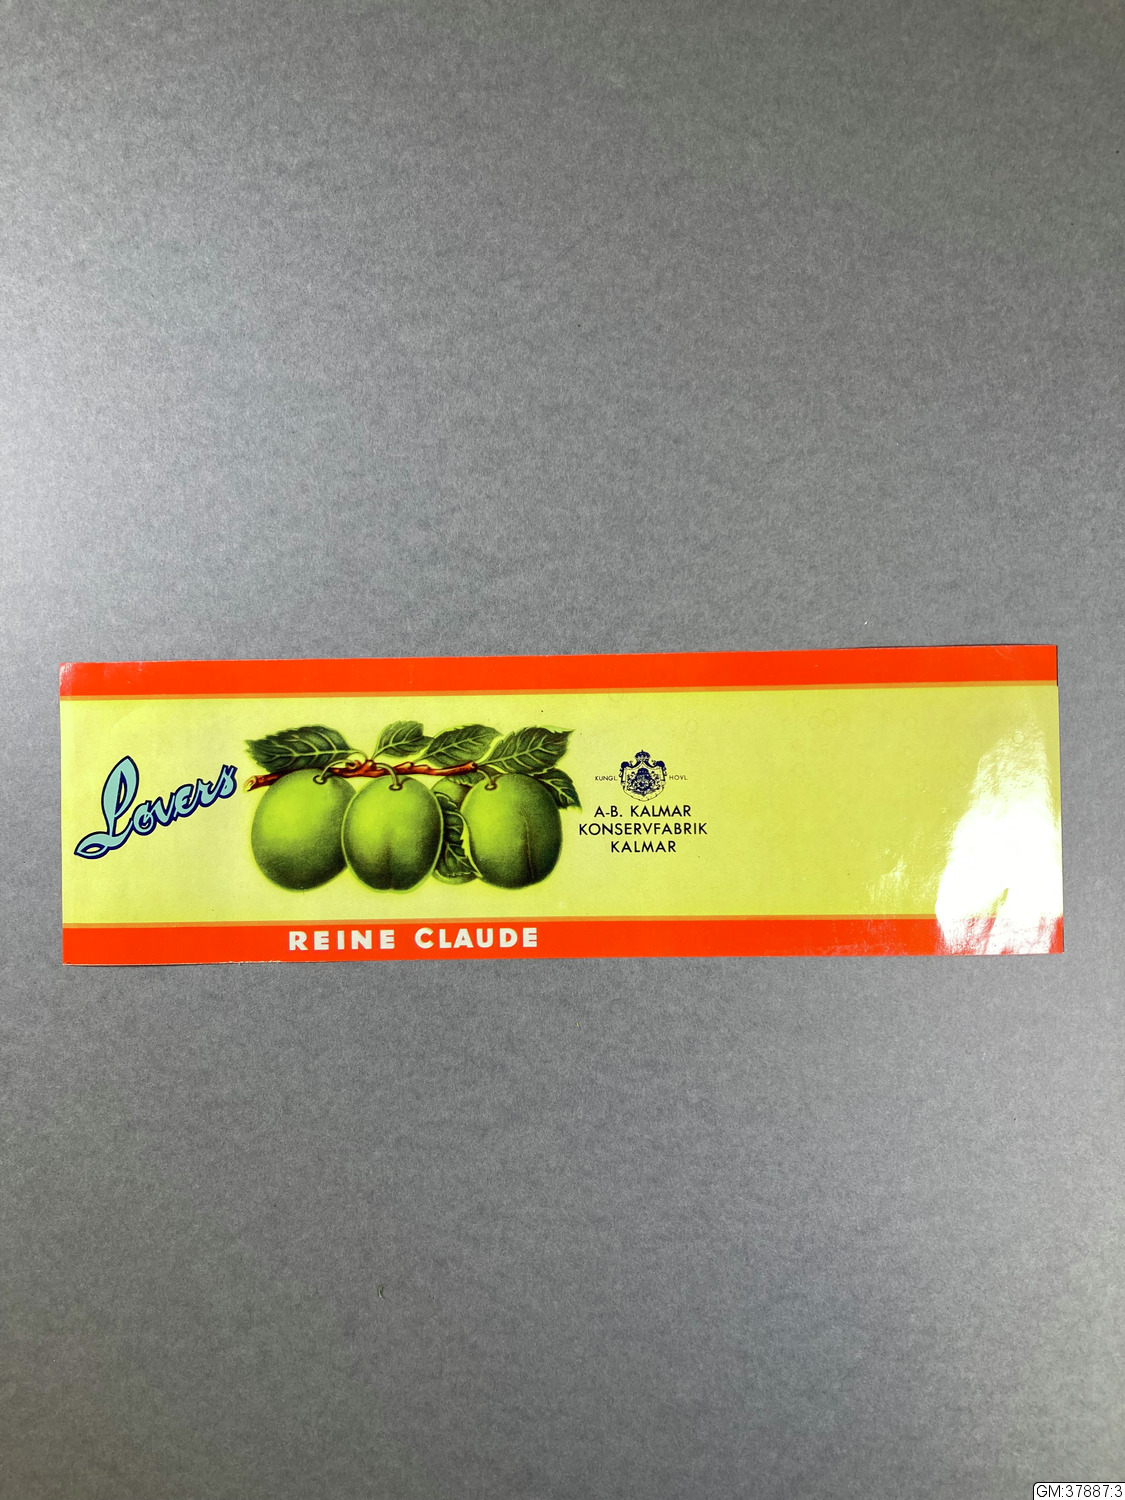 Lovers
KUNGL. HOVL.
A-B. KALMAR
KONSERVFABRIK
KALMAR
REINE CLAUDE
GM:37887:3